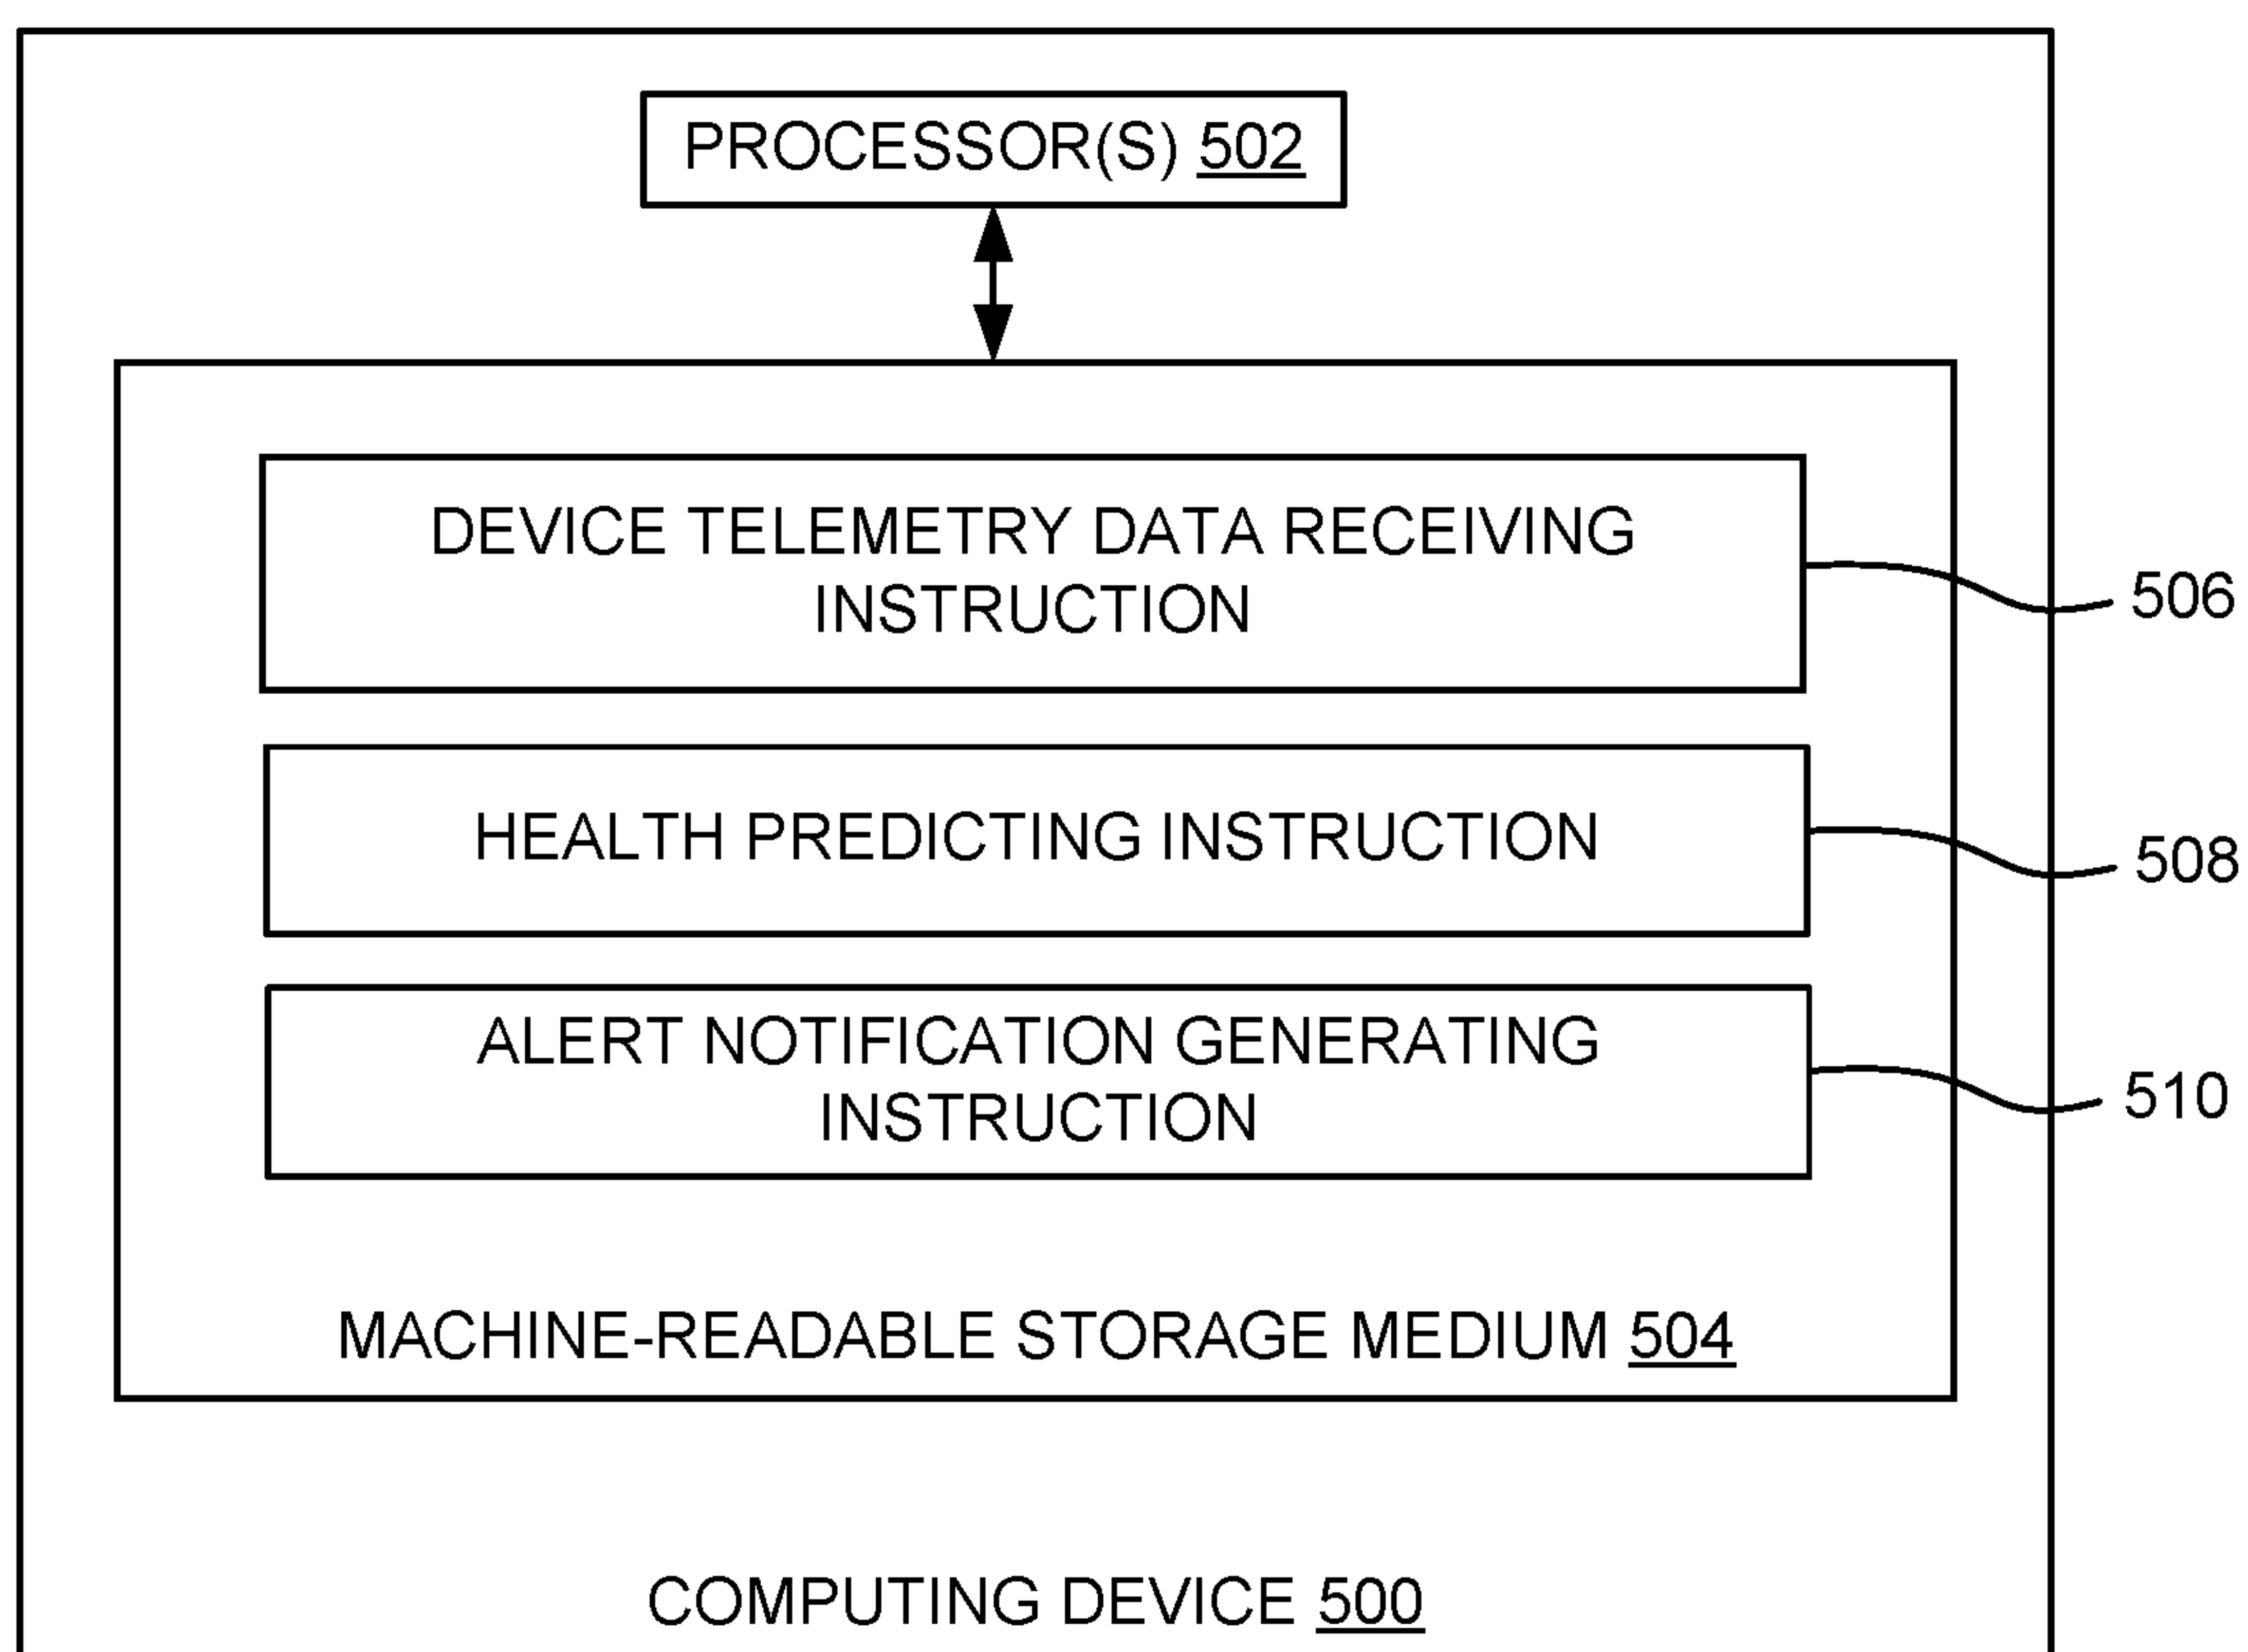 PROCESSOR(S) 502
DEVICE TELEMETRY DATA RECEIVING
INSTRUCTION
506
HEALTH PREDICTING INSTRUCTION
508
ALERT NOTIFICATION GENERATING
INSTRUCTION
510
MACHINE-READABLE STORAGE MEDIUM 504
COMPUTING DEVICE 500